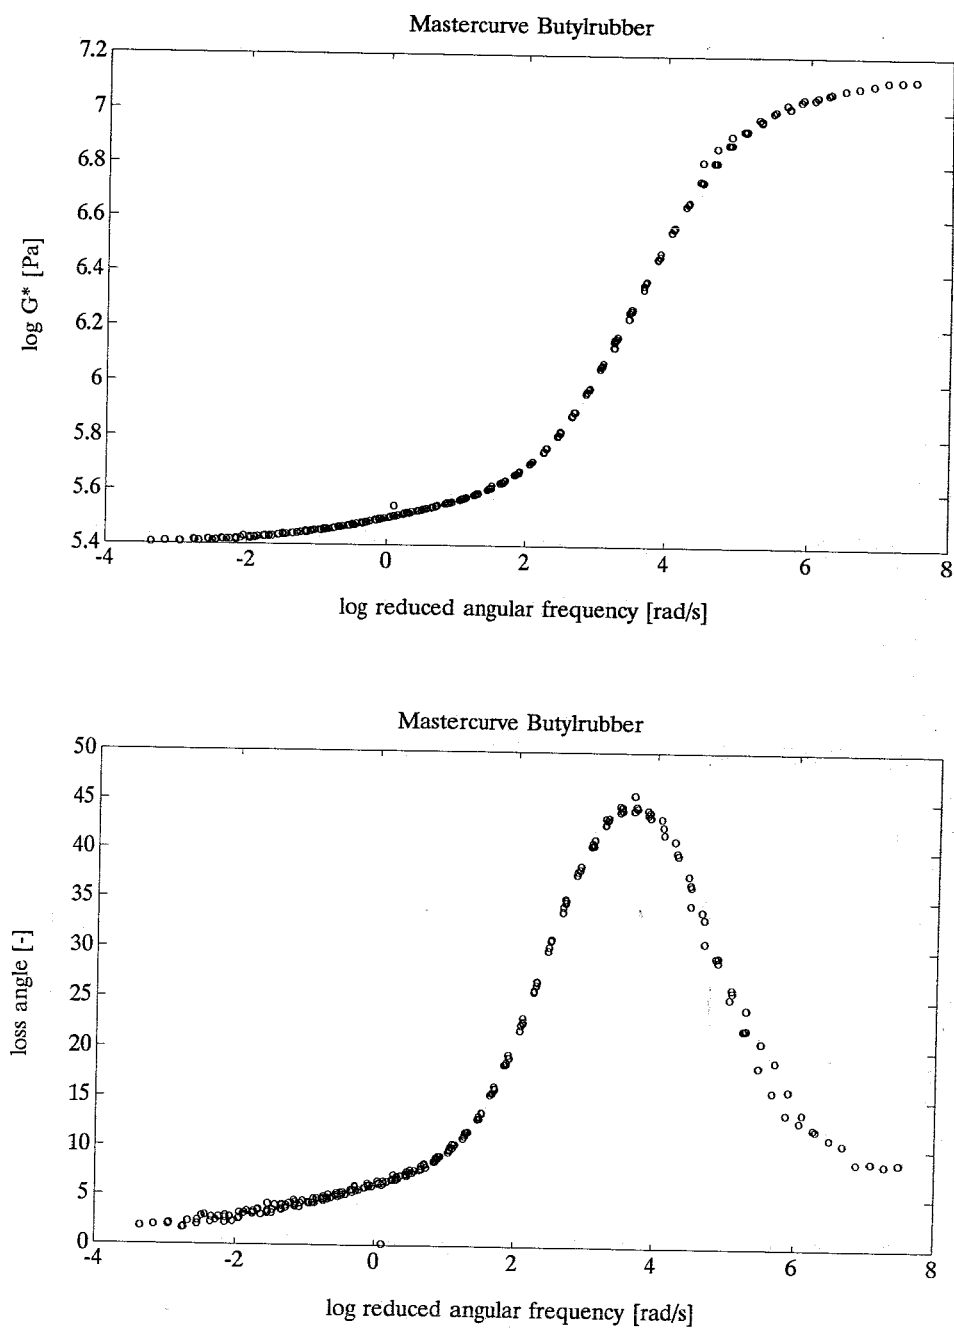 Mastercurve Butylrubber
7.2
7
6.8
6.6
6.4
6.2
6
5.8
5.6
5.4
-4 -2 0 2 4 6 8
log G* [Pa]
log reduced angular frequency [rad/s]
Mastercurve Butylrubber
50
45
40
35
30
25
20
15
10
5
0
-4 -2 0 2 4 6 8
loss angle [-]
log reduced angular frequency [rad/s]